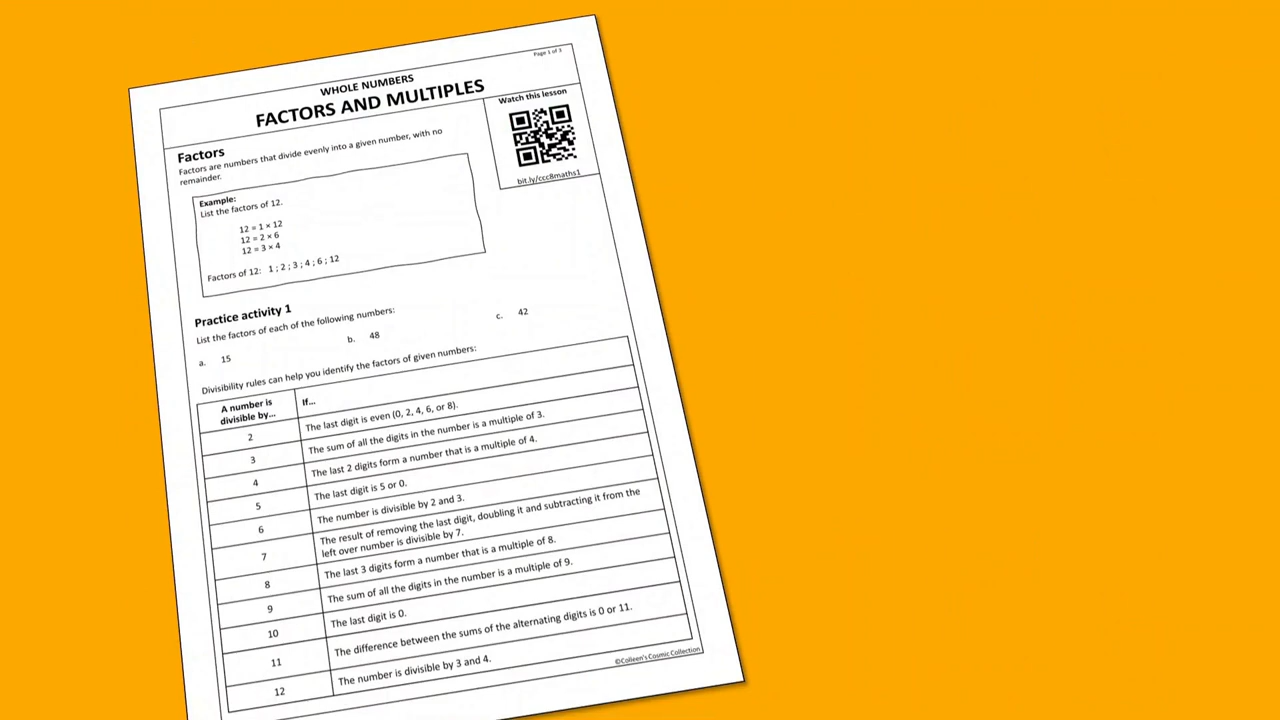 Page 1 of 3
WHOLE NUMBERS
FACTORS AND MULTIPLES
Watch this lesson
bit.ly/ccc8maths1
Factors
Factors are numbers that divide evenly into a given number, with no
remainder.
Example:
List the factors of 12.
12 = 1 × 12
12 = 2 × 6
12 = 3 × 4
Factors of 12: 1 ; 2 ; 3 ; 4 ; 6 ; 12
Practice activity 1
List the factors of each of the following numbers:
a. 15 b. 48 c. 42
Divisibility rules can help you identify the factors of given numbers:
A number is
divisible by... If...
2 The last digit is even (0, 2, 4, 6, or 8).
3 The sum of all the digits in the number is a multiple of 3.
4 The last 2 digits form a number that is a multiple of 4.
5 The last digit is 5 or 0.
6 The number is divisible by 2 and 3.
7 The result of removing the last digit, doubling it and subtracting it from the
left over number is divisible by 7.
8 The last 3 digits form a number that is a multiple of 8.
9 The sum of all the digits in the number is a multiple of 9.
10 The last digit is 0.
11 The difference between the sums of the alternating digits is 0 or 11.
12 The number is divisible by 3 and 4.
©Colleen's Cosmic Collection